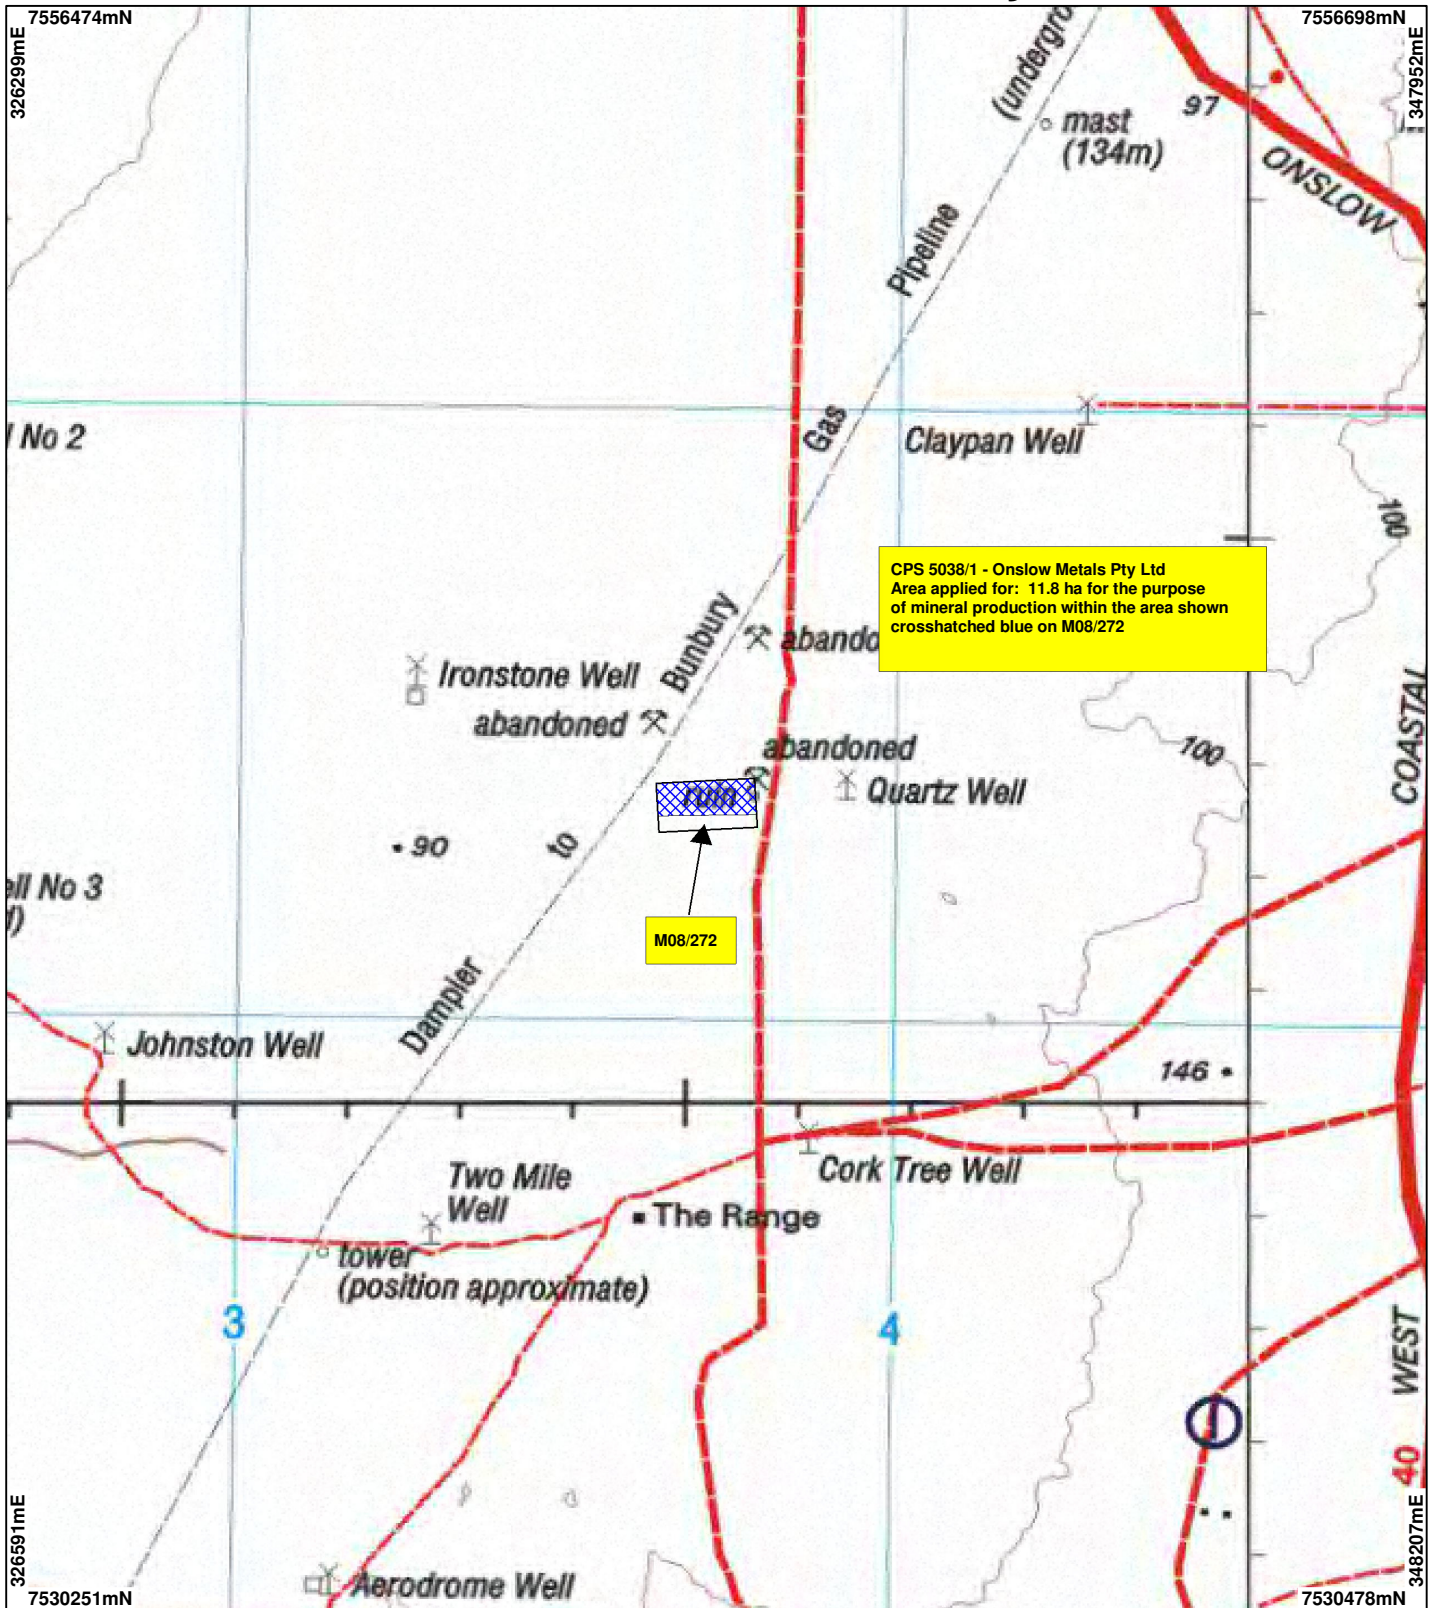 7556474mN
7556698mN
326299mE
347952mE
(undergro
97
mast
(134m)
ONSLOW
Pipeline
Gas
l No 2
Claypan Well
100
CPS 5038/1 - Onslow Metals Pty Ltd
Area applied for: 11.8 ha for the purpose
of mineral production within the area shown
crosshatched blue on M08/272
Bunbury
abando
Ironstone Well
abandoned
abandoned
100
COASTAL
ruin
Quartz Well
to
90
ell No 3
M08/272
Dampier
Johnston Well
146
Cork Tree Well
Two Mile
Well
The Range
tower
(position approximate)
3
4
WEST
40
326591mE
348207mE
Aerodrome Well
7530251mN
7530478mN